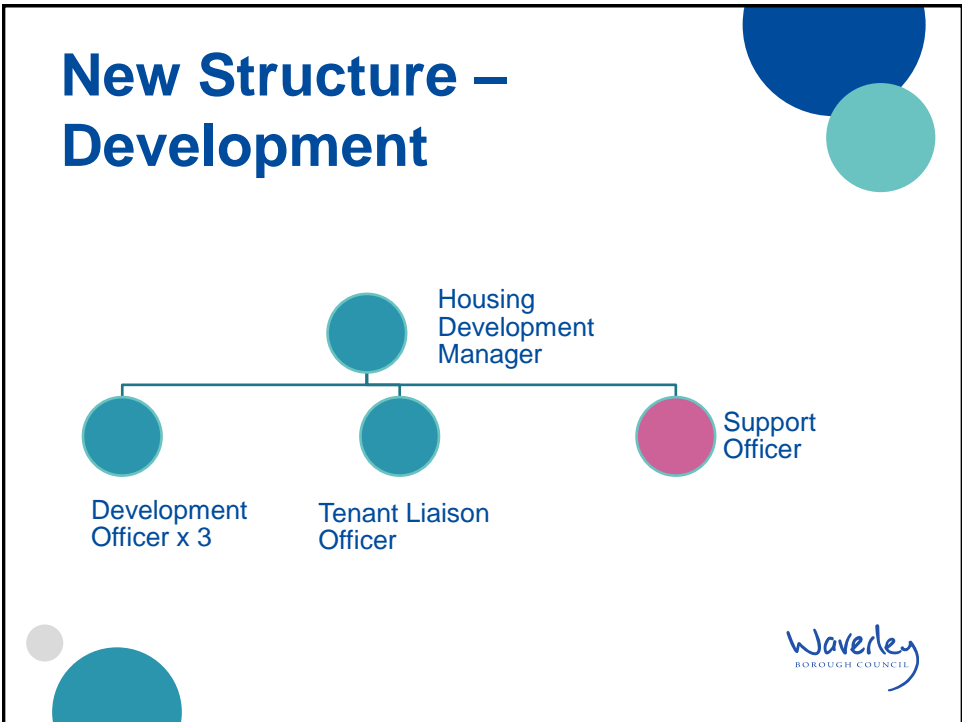 New Structure –
Development
Housing
Development
Manager
Support
Officer
Development
Officer x 3
Tenant Liaison
Officer
Waverley
BOROUGH COUNCIL